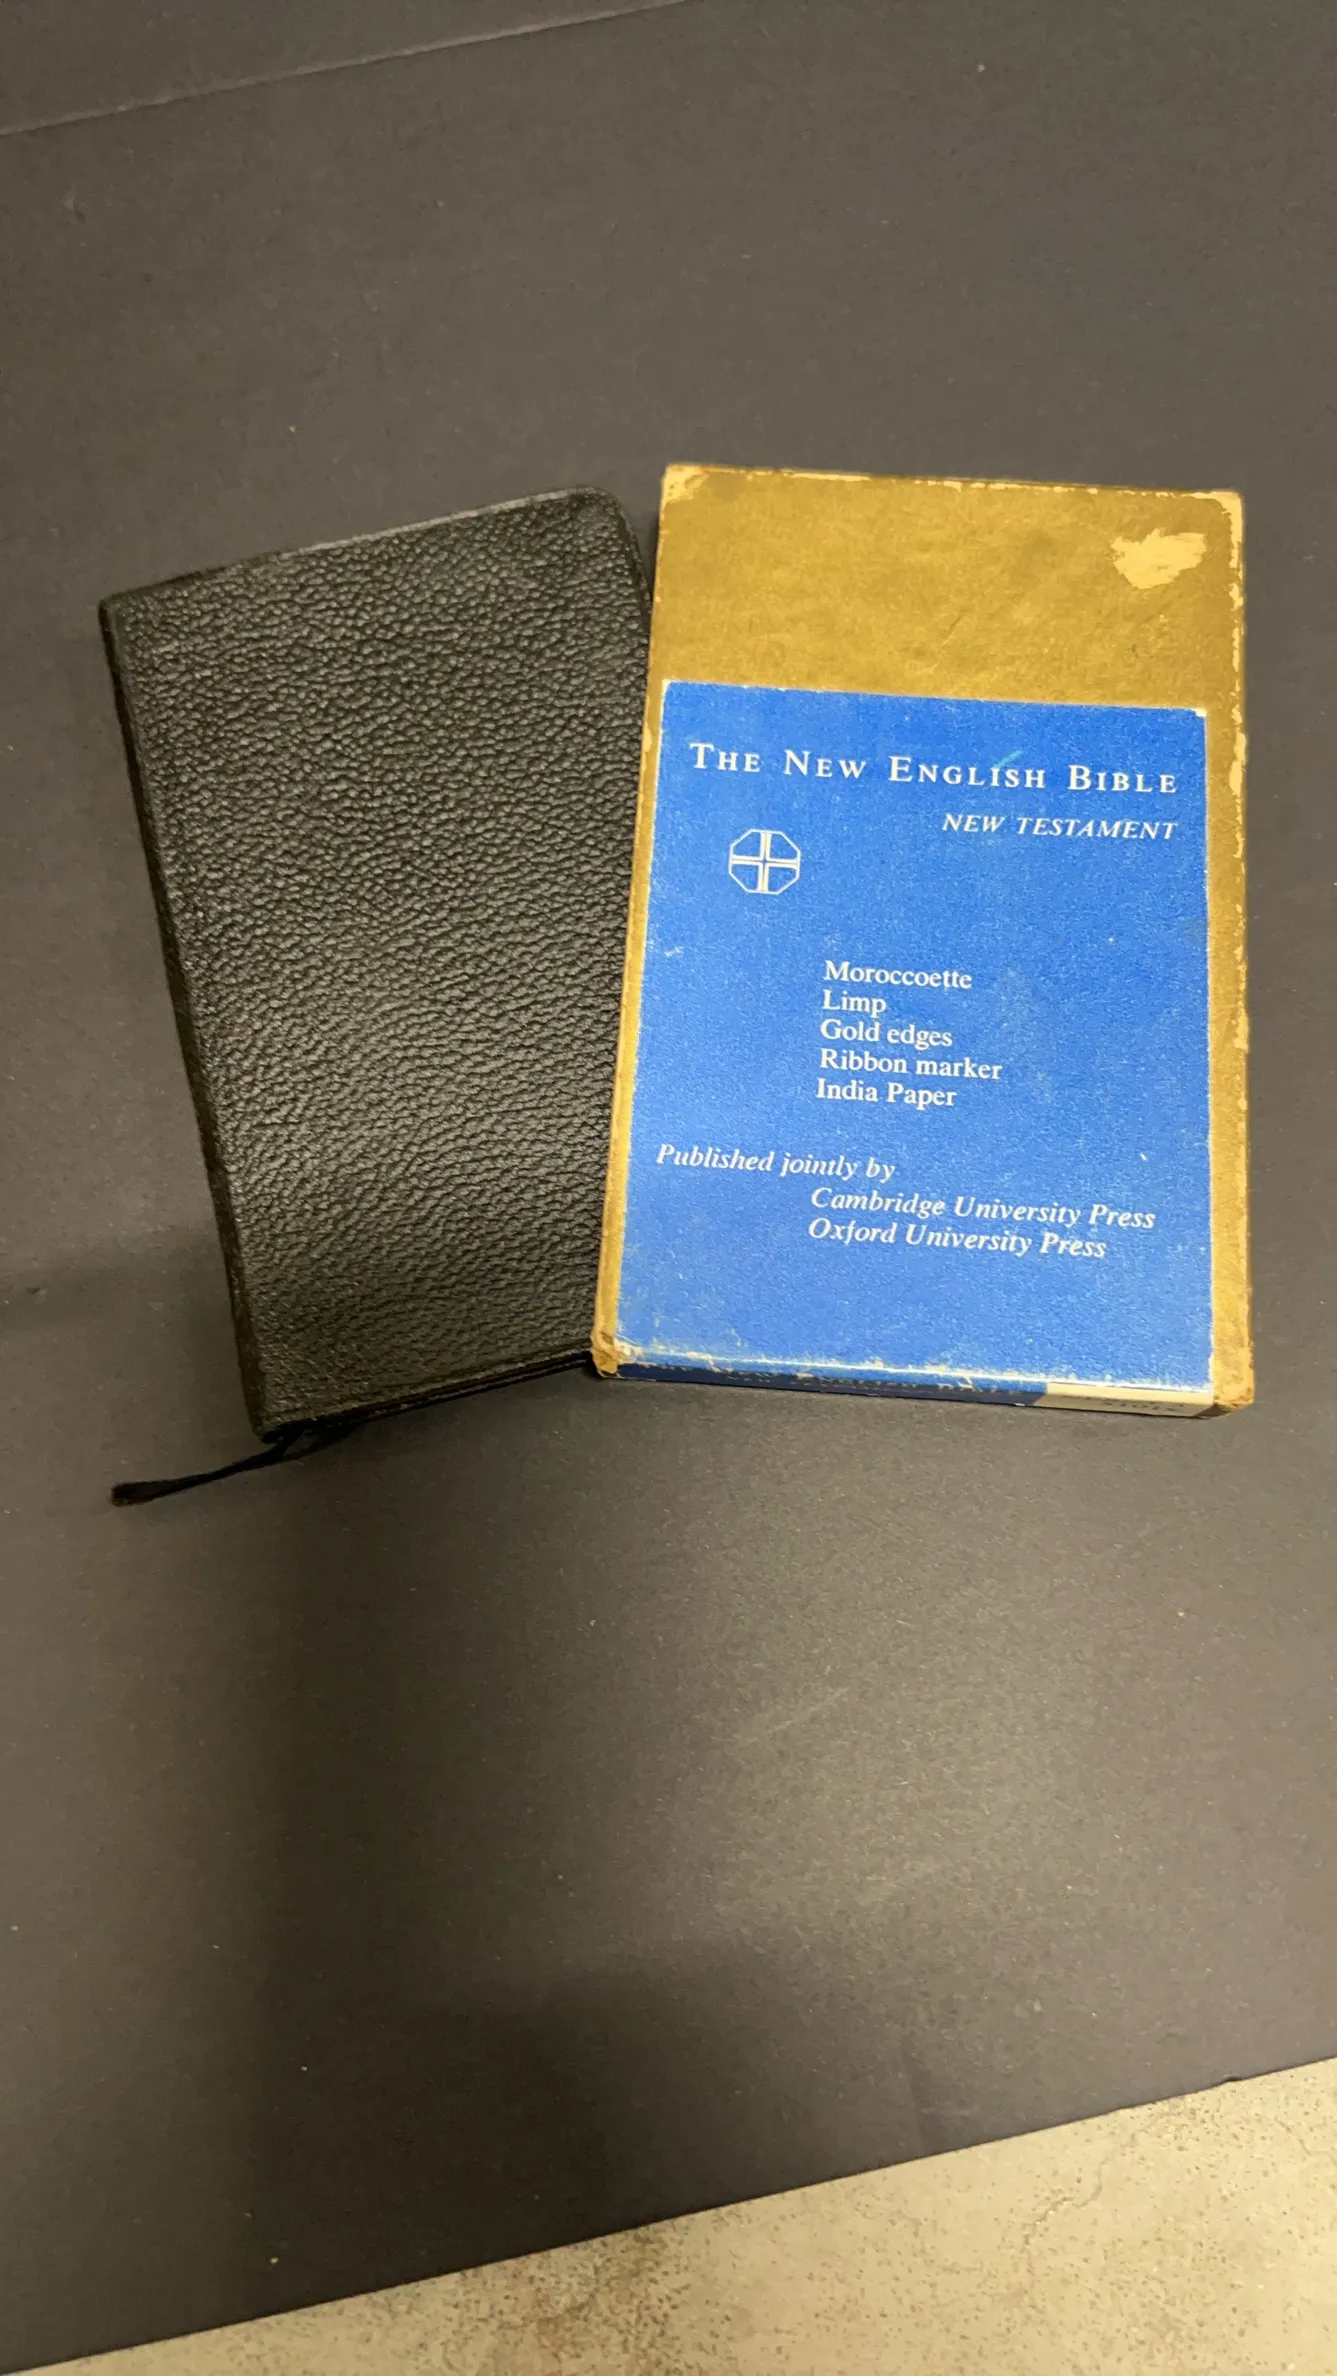 THE NEW ENGLISH BIBLE
NEW TESTAMENT
Moroccoette
Limp
Gold edges
Ribbon marker
India Paper
Published jointly by
Cambridge University Press
Oxford University Press